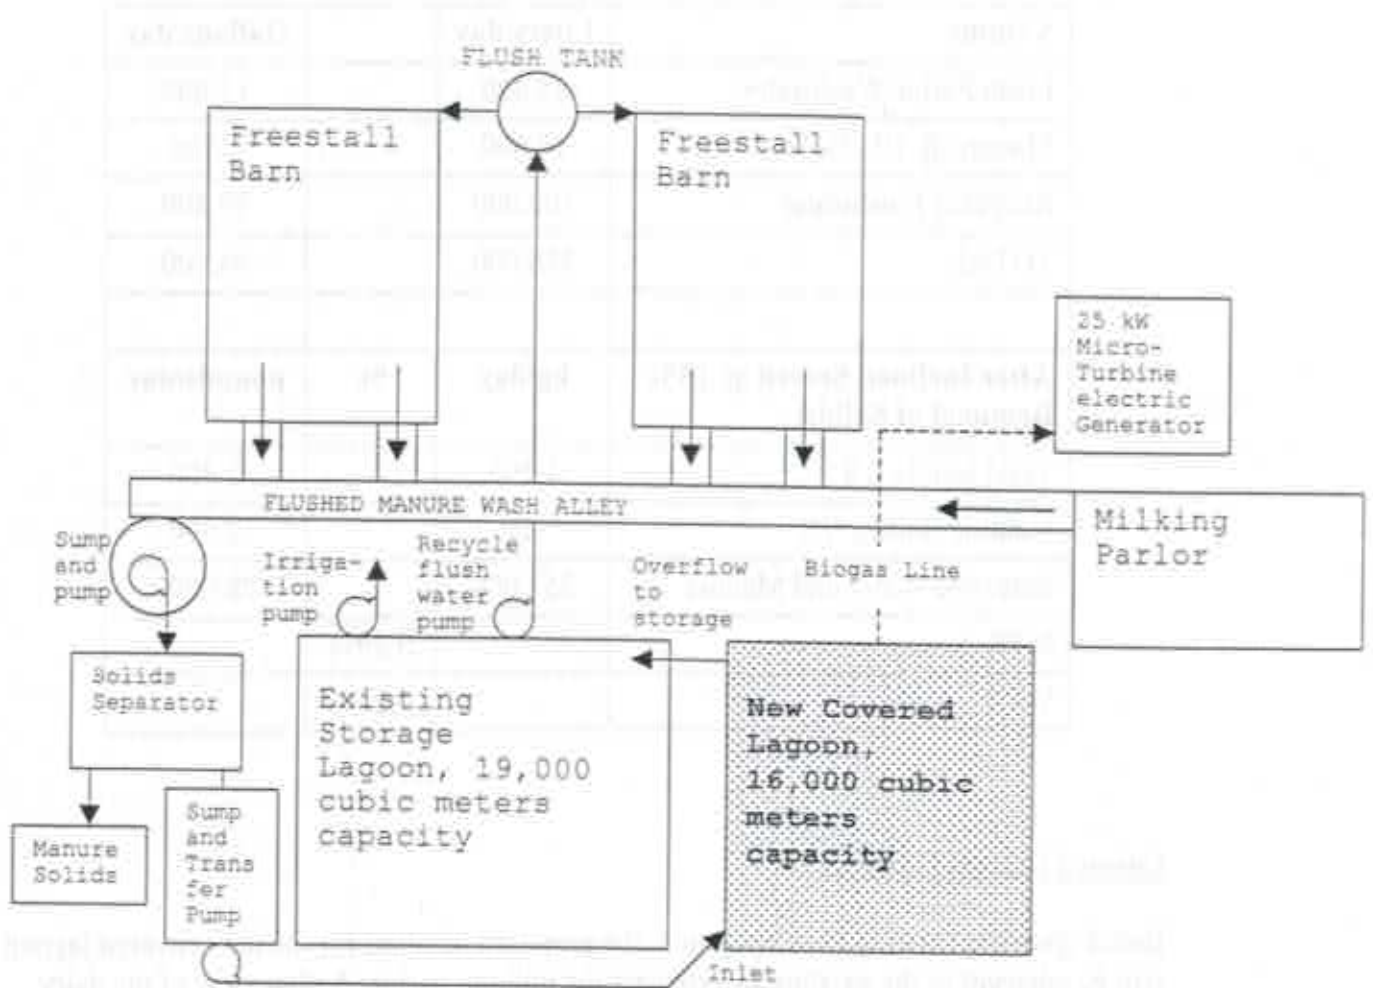 FLUSH TANK
Freestall
Barn
Freestall
Barn
25 kW
Micro-
Turbine
electric
Generator
FLUSHED MANURE WASH ALLEY
Milking
Parlor
Sump
and
pump
Irriga-
tion
pump
Recycle
flush
water
pump
Overflow
to
storage
Biogas Line
Solids
Separator
Existing
Storage
Lagoon, 19,000
cubic meters
capacity
New Covered
Lagoon,
16,000 cubic
meters
capacity
Manure
Solids
Sump
and
Trans
fer
Pump
Inlet